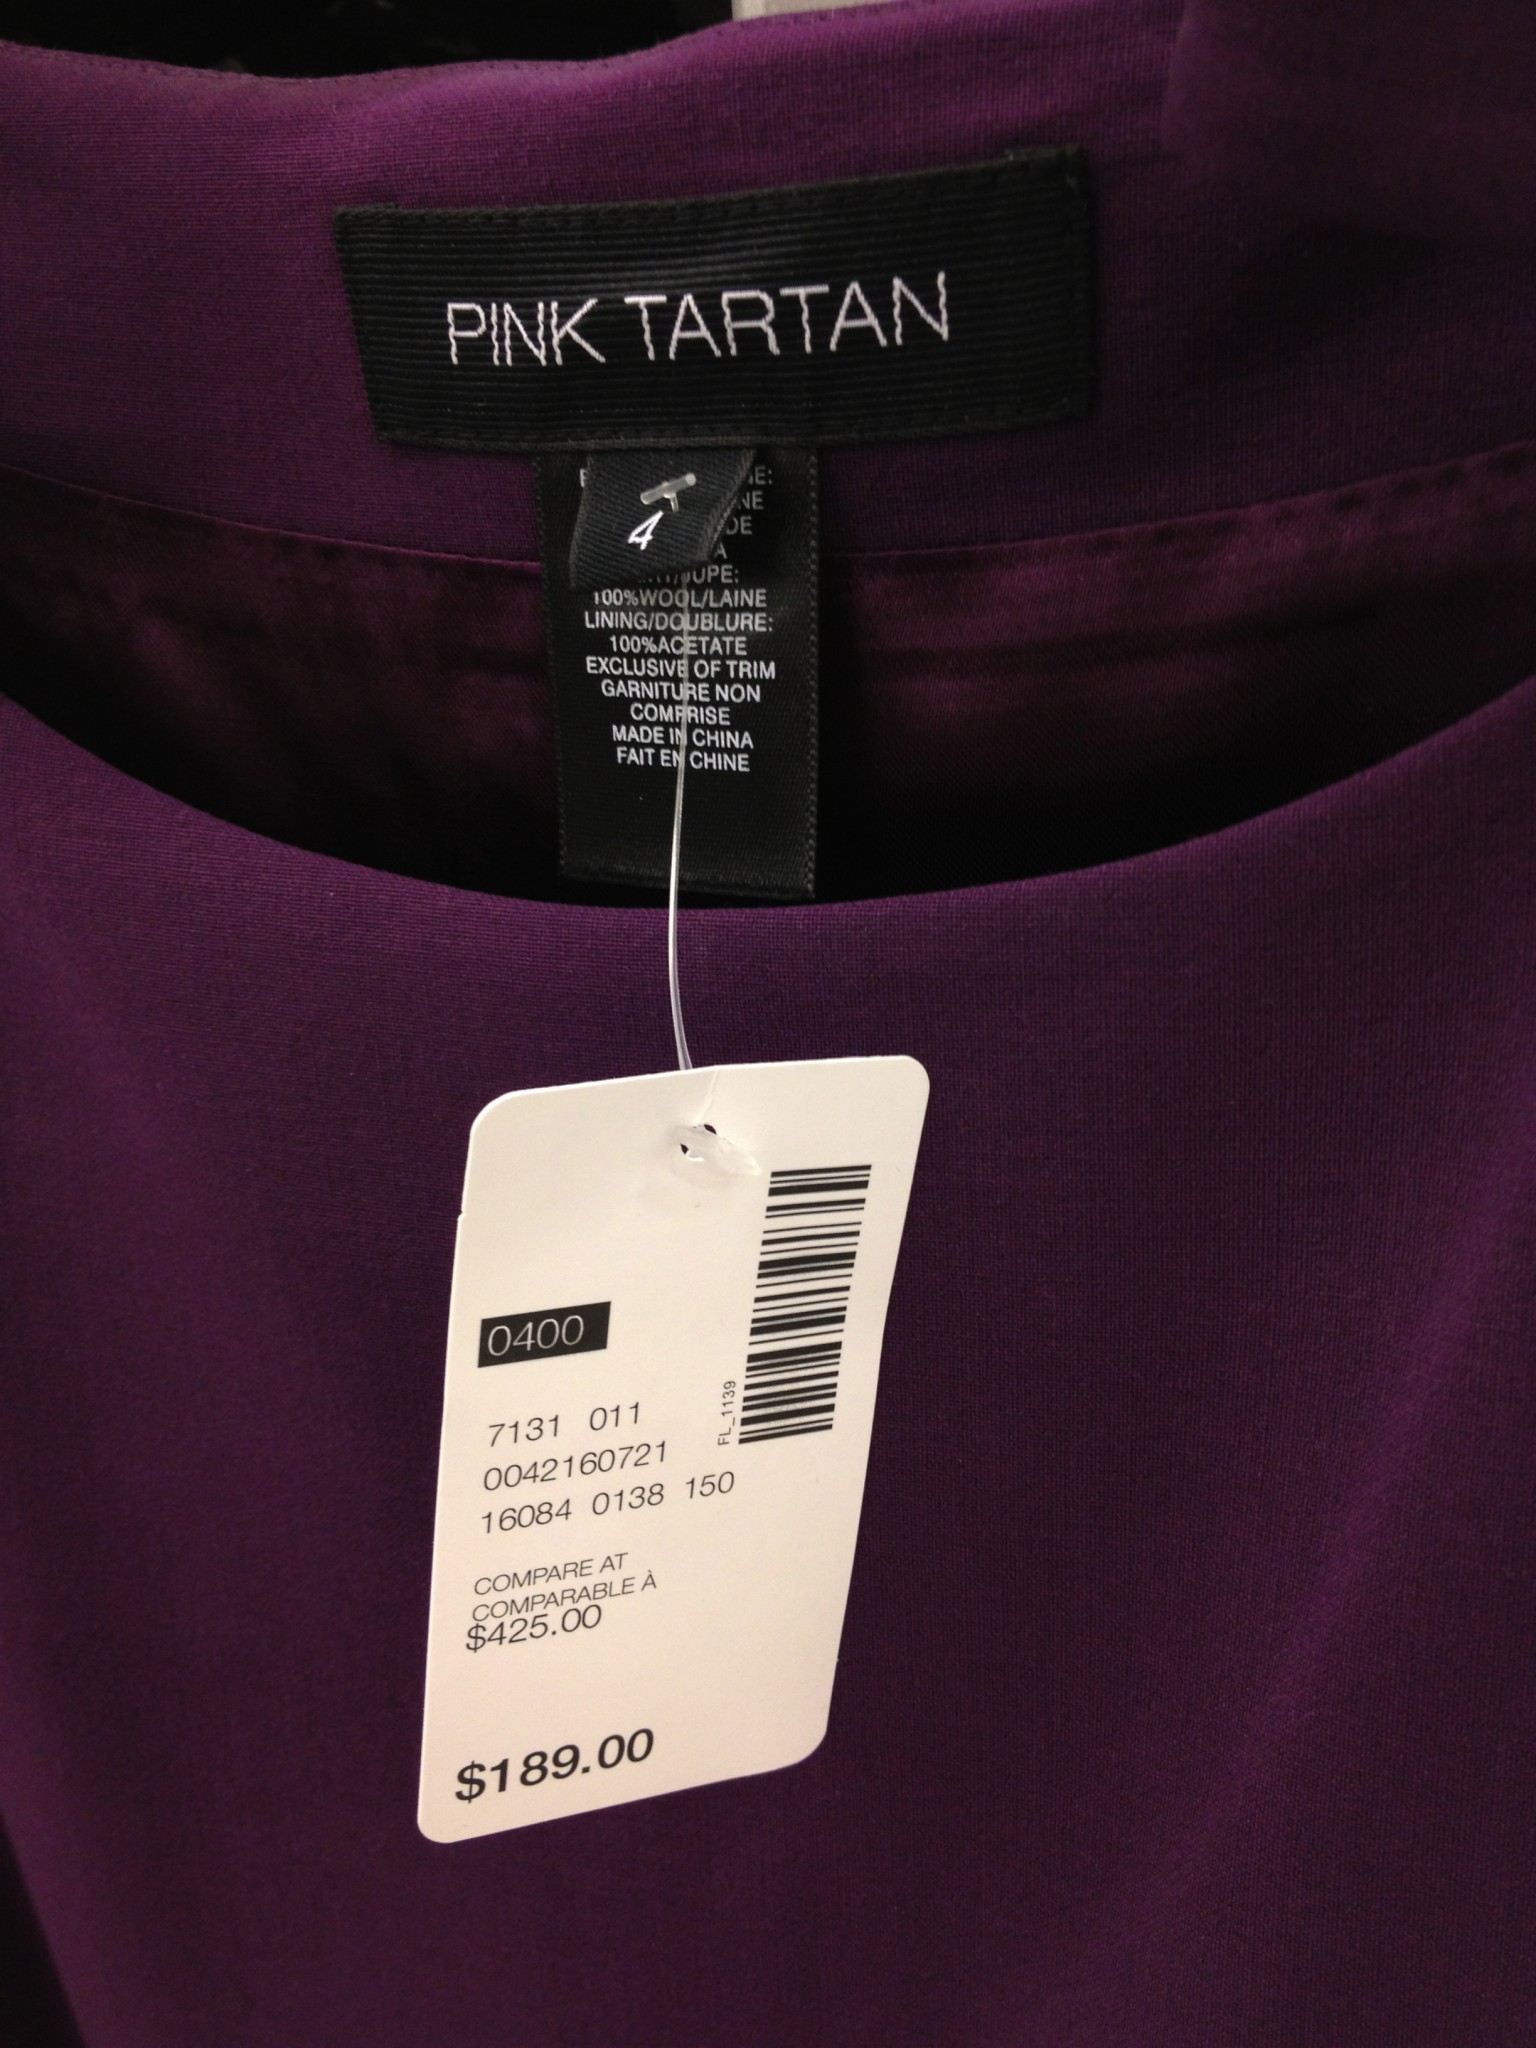 PINK TARTAN
4
100%WOOL/LAINE
LINING/DOUBLURE:
100%ACETATE
EXCLUSIVE OF TRIM
GARNITURE NON
COMPRISE
MADE IN CHINA
FAIT EN CHINE
0400
FL_1139
7131 011
0042160721
16084 0138 150
COMPARE AT
COMPARABLE À
$425.00
$189.00